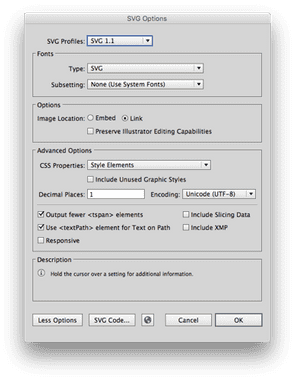 SVG Options
SVG Profiles: SVG 1.1
Fonts
Type: SVG
Subsetting: None (Use System Fonts)
Options
Image Location: Embed Link
Preserve Illustrator Editing Capabilities
Advanced Options
CSS Properties: Style Elements
Include Unused Graphic Styles
Decimal Places: 1 Encoding: Unicode (UTF-8)
Output fewer <tspan> elements Include Slicing Data
Use <textPath> element for Text on Path Include XMP
Responsive
Description
Hold the cursor over a setting for additional information.
Less Options SVG Code... Cancel OK